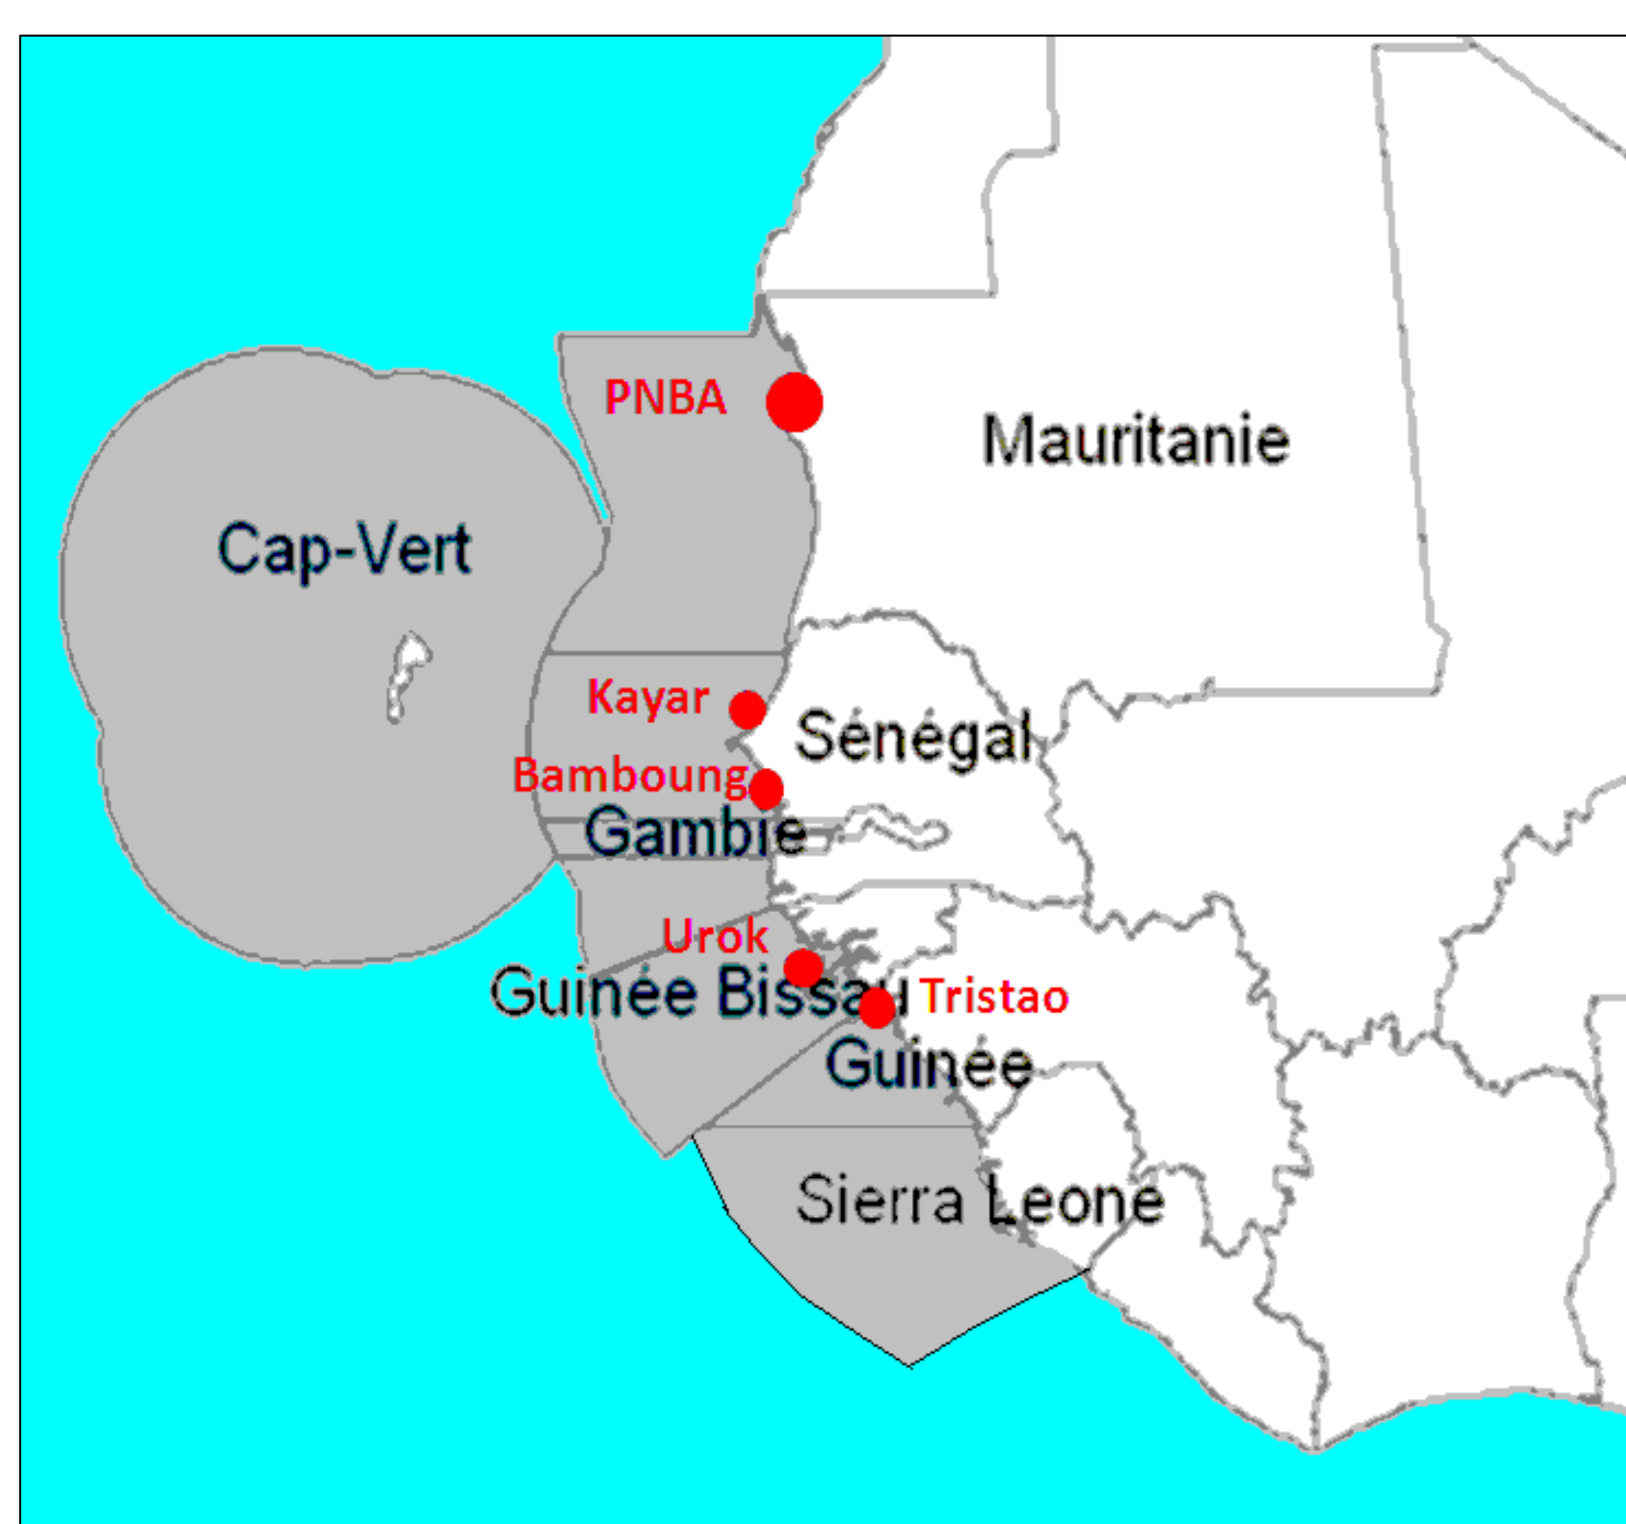 PNBA
Mauritanie
Cap-Vert
Kayar
Sénégal
Bamboung
Gambie
Urok
Guinée Bissau
Tristao
Guinée
Sierra Leone